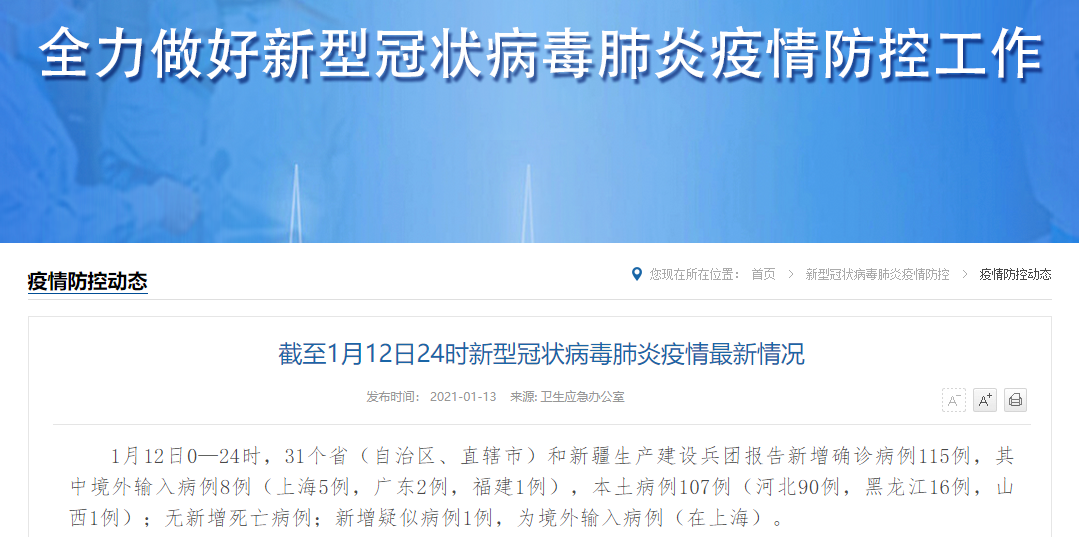 全力做好新型冠状病毒肺炎疫情防控工作
疫情防控动态
您现在所在位置： 首页 > 新型冠状病毒肺炎疫情防控 > 疫情防控动态
截至1月12日24时新型冠状病毒肺炎疫情最新情况
发布时间： 2021-01-13 来源: 卫生应急办公室
A- A+
1月12日0—24时，31个省（自治区、直辖市）和新疆生产建设兵团报告新增确诊病例115例，其
中境外输入病例8例（上海5例，广东2例，福建1例），本土病例107例（河北90例，黑龙江16例，山
西1例）；无新增死亡病例；新增疑似病例1例，为境外输入病例（在上海）。